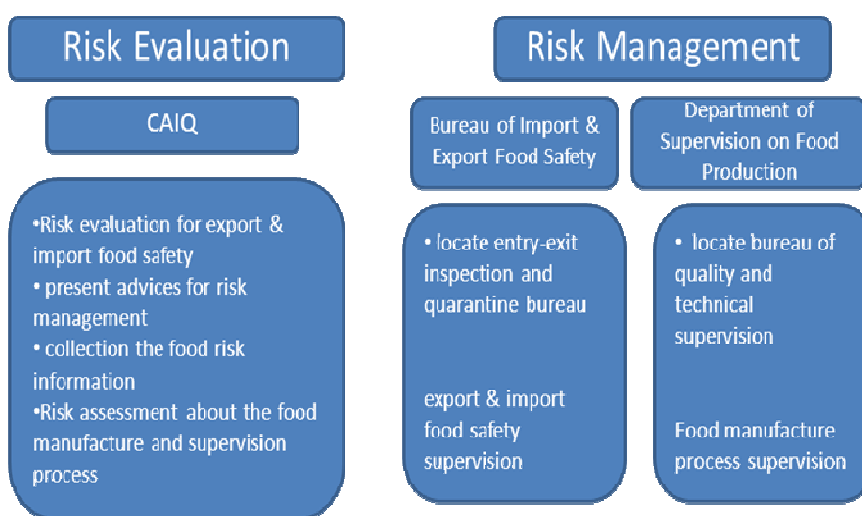 Risk Evaluation
CAIQ
•Risk evaluation for export &
import food safety
• present advices for risk
management
• collection the food risk
information
•Risk assessment about the food
manufacture and supervision
process
Risk Management
Bureau of Import &
Export Food Safety
• locate entry-exit
inspection and
quarantine bureau
export & import
food safety
supervision
Department of
Supervision on Food
Production
• locate bureau of
quality and
technical
supervision
Food manufacture
process supervision